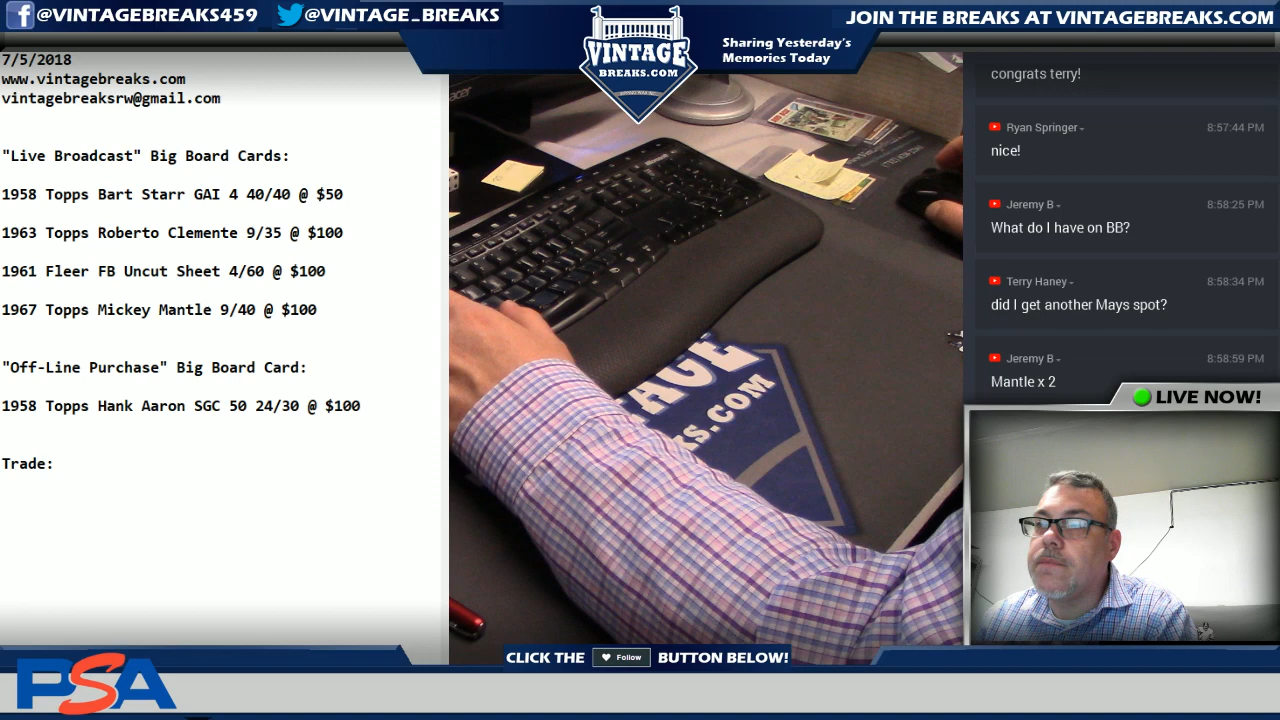 @VINTAGEBREAKS459 @VINTAGE_BREAKS
VINTAGE
BREAKS.COM
Sharing Yesterday's
Memories Today
JOIN THE BREAKS AT VINTAGEBREAKS.COM
7/5/2018
www.vintagebreaks.com
vintagebreaksrw@gmail.com
"Live Broadcast" Big Board Cards:
1958 Topps Bart Starr GAI 4 40/40 @ $50
1963 Topps Roberto Clemente 9/35 @ $100
1961 Fleer FB Uncut Sheet 4/60 @ $100
1967 Topps Mickey Mantle 9/40 @ $100
"Off-Line Purchase" Big Board Card:
1958 Topps Hank Aaron SGC 50 24/30 @ $100
Trade:
acer
TAGE
KS.COM
congrats terry!
Ryan Springer 8:57:44 PM
nice!
Jeremy B 8:58:25 PM
What do I have on BB?
Terry Haney 8:58:34 PM
did I get another Mays spot?
Jeremy B 8:58:59 PM
Mantle x 2
LIVE NOW!
CLICK THE Follow BUTTON BELOW!
PSA